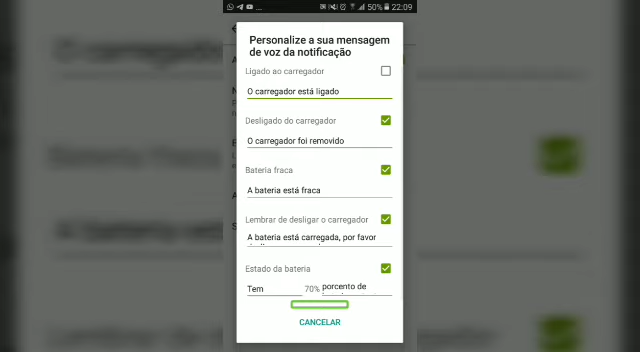 50% 22:09
Personalize a sua mensagem
de voz da notificação
Ligado ao carregador
O carregador está ligado
Desligado do carregador
O carregador foi removido
Bateria fraca
A bateria está fraca
Lembrar de desligar o carregador
A bateria está carregada, por favor
Estado da bateria
Tem 70% porcento de
CANCELAR